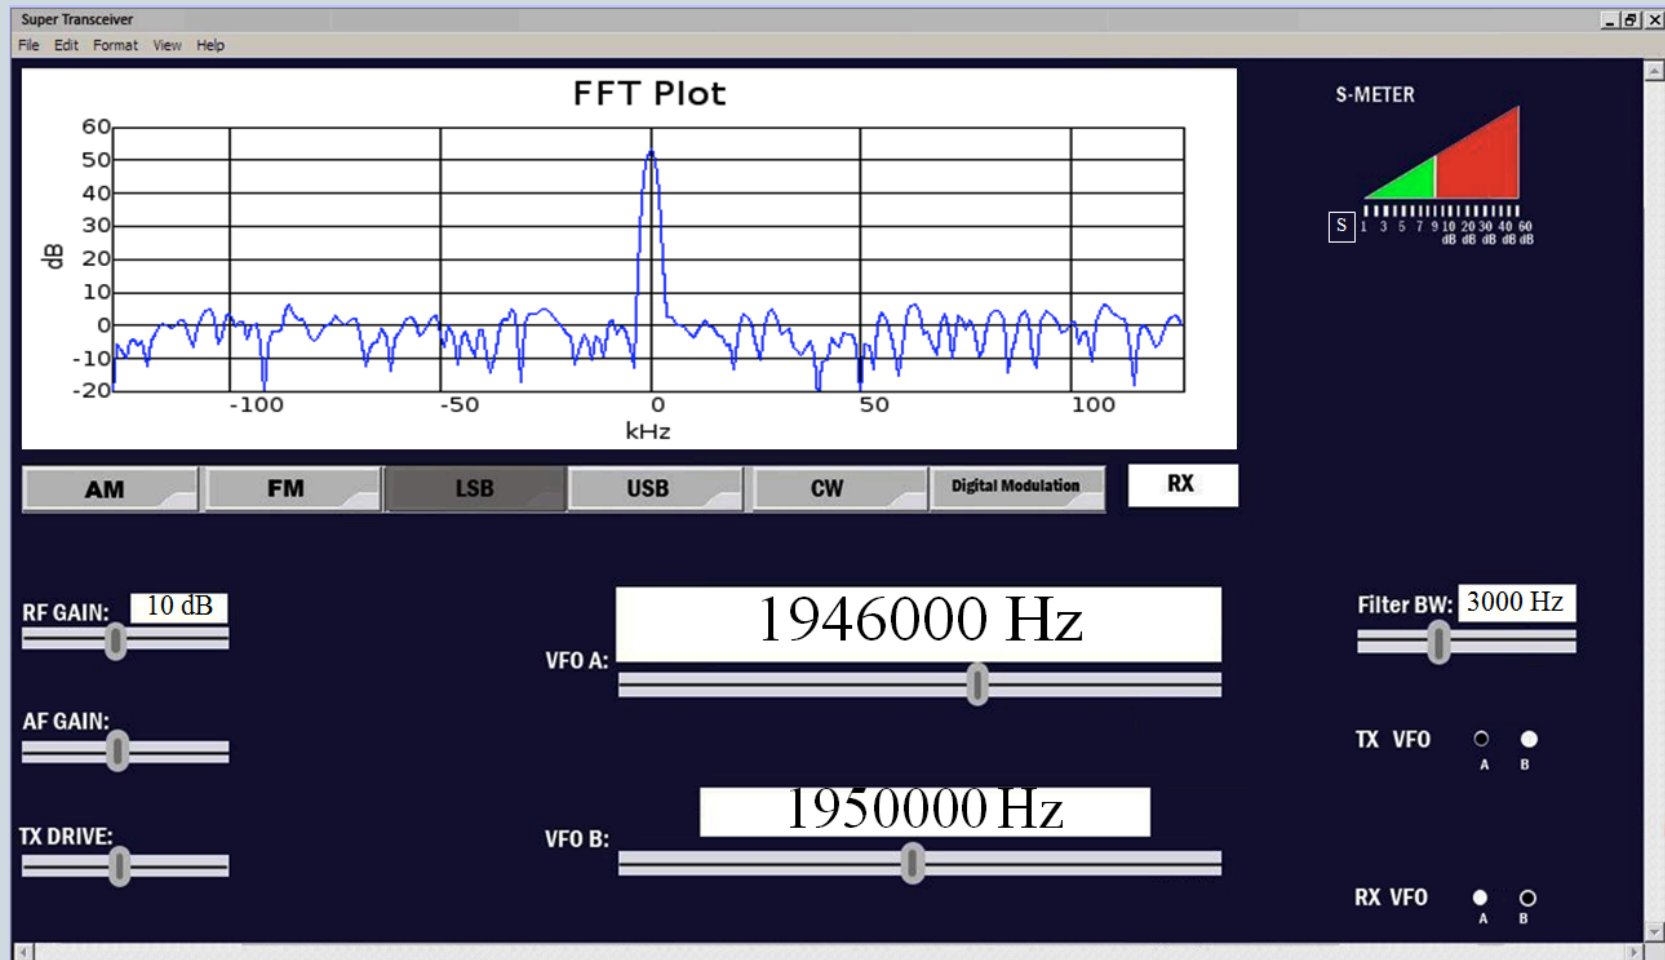 Super Transceiver
File Edit Format View Help
FFT Plot
60
50
40
30
20
10
0
-10
-20
dB
-100 -50 0 50 100
kHz
S-METER
S 1 3 5 7 9 10 20 30 40 60
dB dB dB dB dB
AM FM LSB USB CW Digital Modulation RX
RF GAIN: 10 dB
AF GAIN:
TX DRIVE:
1946000 Hz
VFO A:
1950000 Hz
VFO B:
Filter BW: 3000 Hz
TX VFO
A B
RX VFO
A B